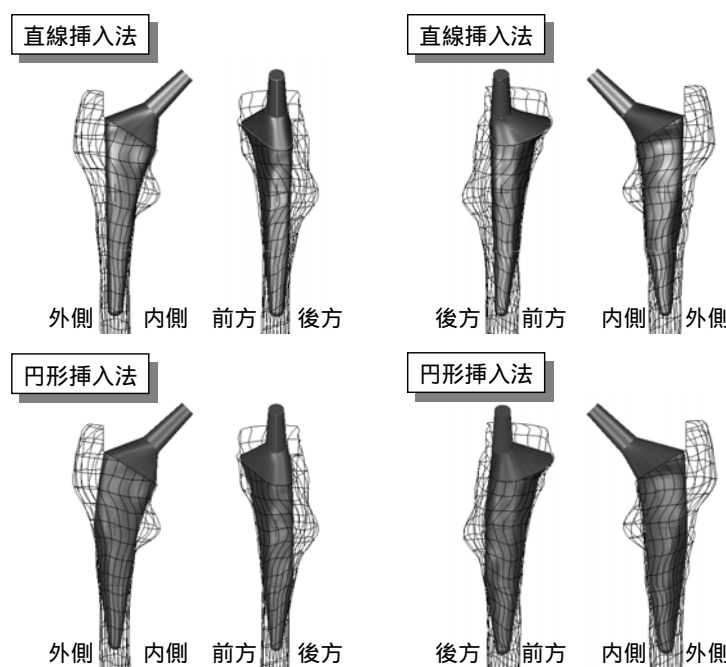 直線挿入法
直線挿入法
外側 内側 前方 後方
後方 前方 内側 外側
円形挿入法
円形挿入法
外側 内側 前方 後方
後方 前方 内側 外側